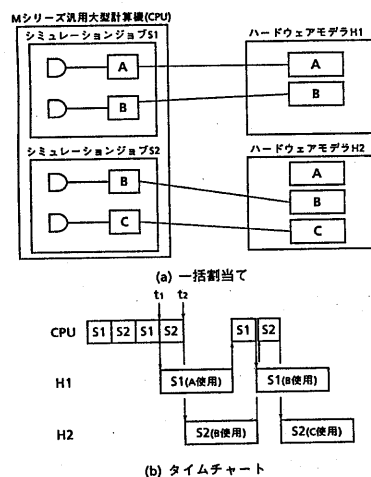 Mシリーズ汎用大型計算機(CPU)
シミュレーションジョブS1
A
B
シミュレーションジョブS2
B
C
ハードウェアモデラH1
A
B
ハードウェアモデラH2
A
B
C
(a) 一括割当て
t1 t2
CPU S1 S2 S1 S2 S1 S2
H1 S1(A使用) S1(B使用)
H2 S2(B使用) S2(C使用)
(b) タイムチャート